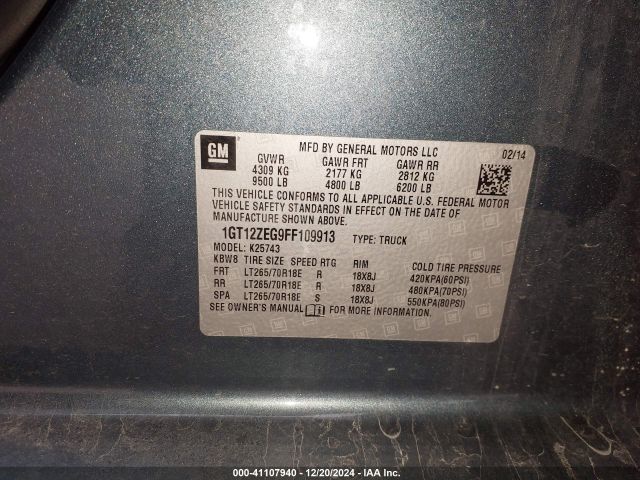 GM
MFD BY GENERAL MOTORS LLC 02/14
GVWR GAWR FRT GAWR RR
4309 KG 2177 KG 2812 KG
9500 LB 4800 LB 6200 LB
THIS VEHICLE CONFORMS TO ALL APPLICABLE U.S. FEDERAL MOTOR
VEHICLE SAFETY STANDARDS IN EFFECT ON THE DATE OF
MANUFACTURE SHOWN ABOVE.
1GT12ZEG9FF109913 TYPE: TRUCK
MODEL: K25743
KBW8 TIRE SIZE SPEED RTG RIM COLD TIRE PRESSURE
FRT LT265/70R18E R 18X8J 420KPA(60PSI)
RR LT265/70R18E R 18X8J 480KPA(70PSI)
SPA LT265/70R18E S 18X8J 550KPA(80PSI)
SEE OWNER'S MANUAL FOR MORE INFORMATION.
000-41107940 - 12/20/2024 - IAA Inc.